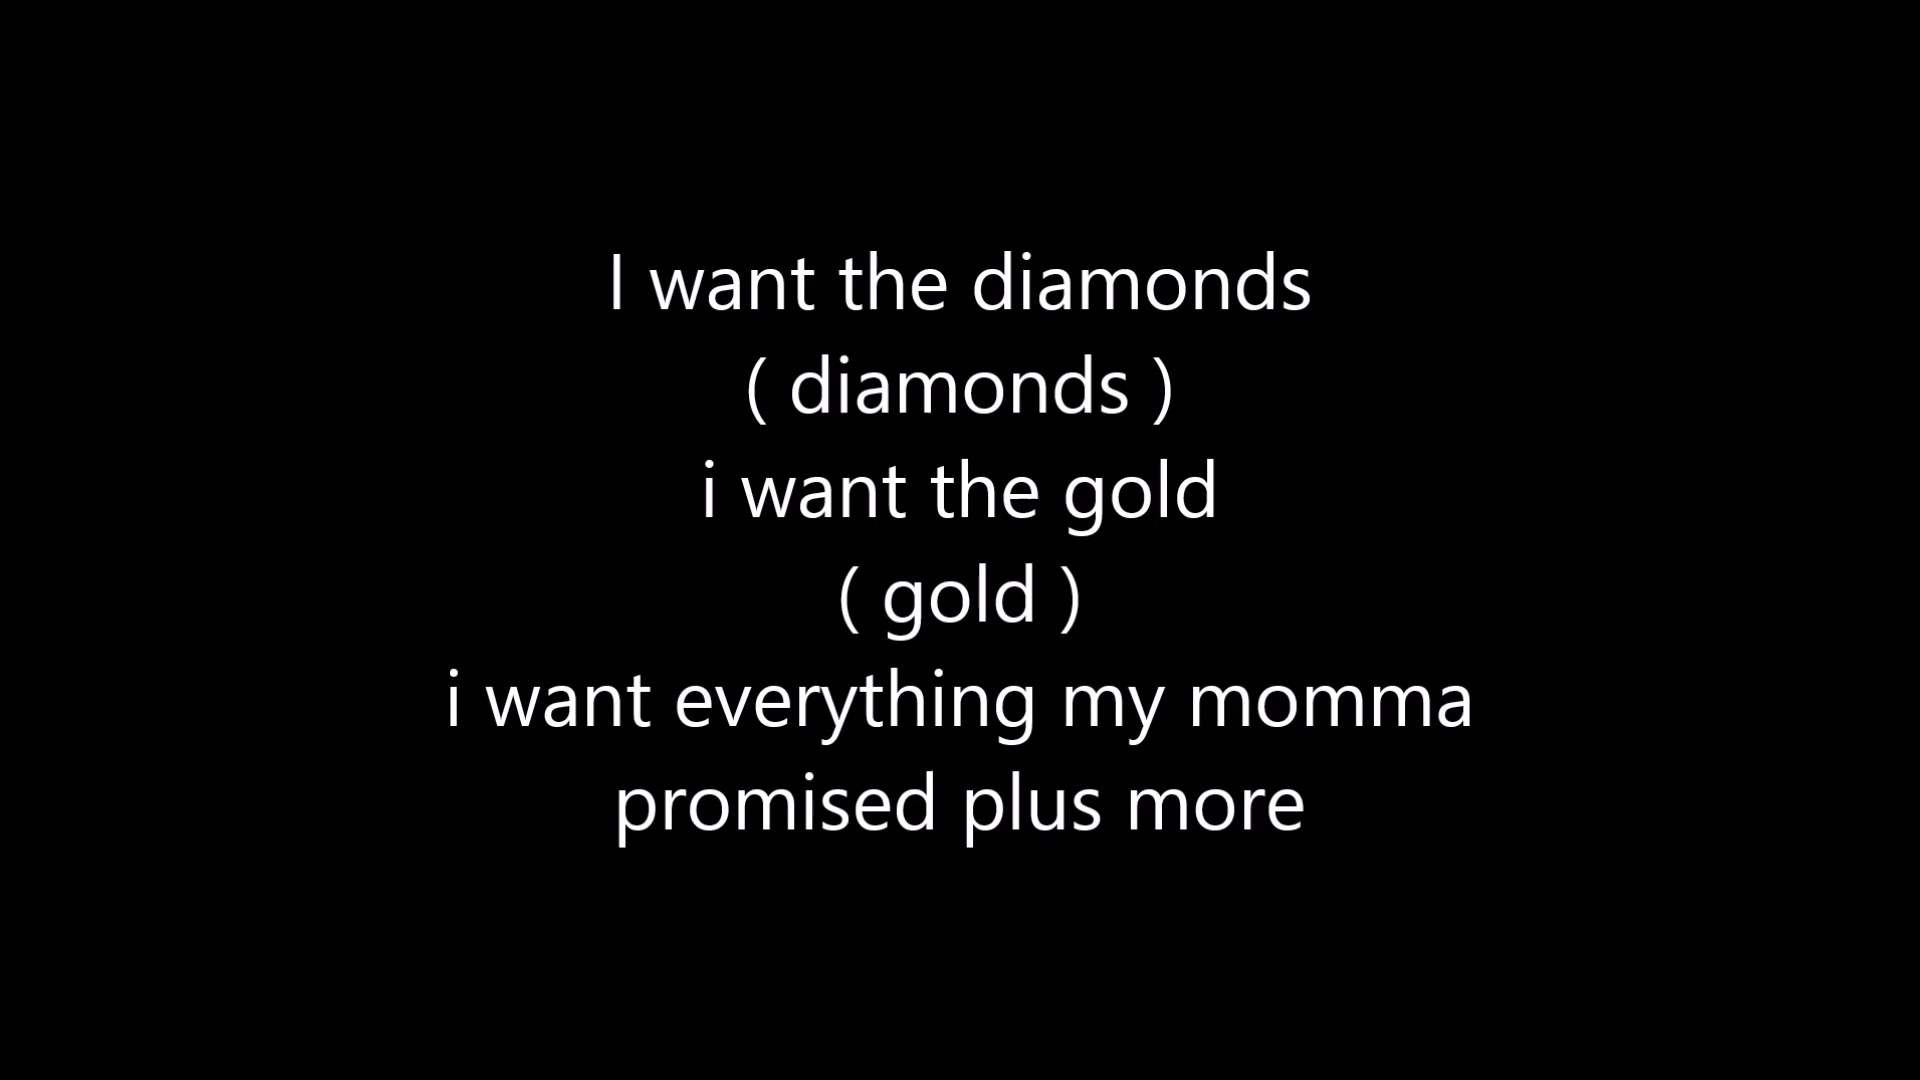 I want the diamonds
( diamonds )
i want the gold
( gold )
i want everything my momma
promised plus more